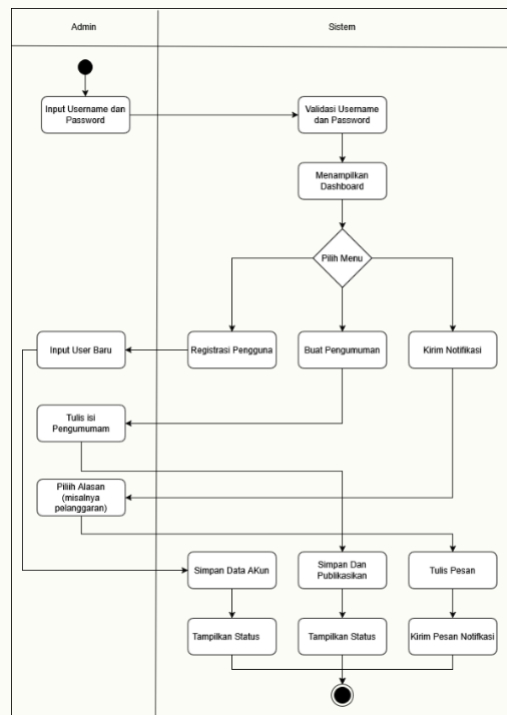 Admin
Sistem
Input Username dan
Password
Validasi Username
dan Password
Menampilkan
Dashboard
Pilih Menu
Input User Baru
Registrasi Pengguna
Buat Pengumuman
Kirim Notifikasi
Tulis isi
Pengumumam
Piliih Alasan
(misalnya
pelanggaran)
Simpan Data AKun
Simpan Dan
Publikasikan
Tulis Pesan
Tampilkan Status
Tampilkan Status
Kirim Pesan Notifkasi